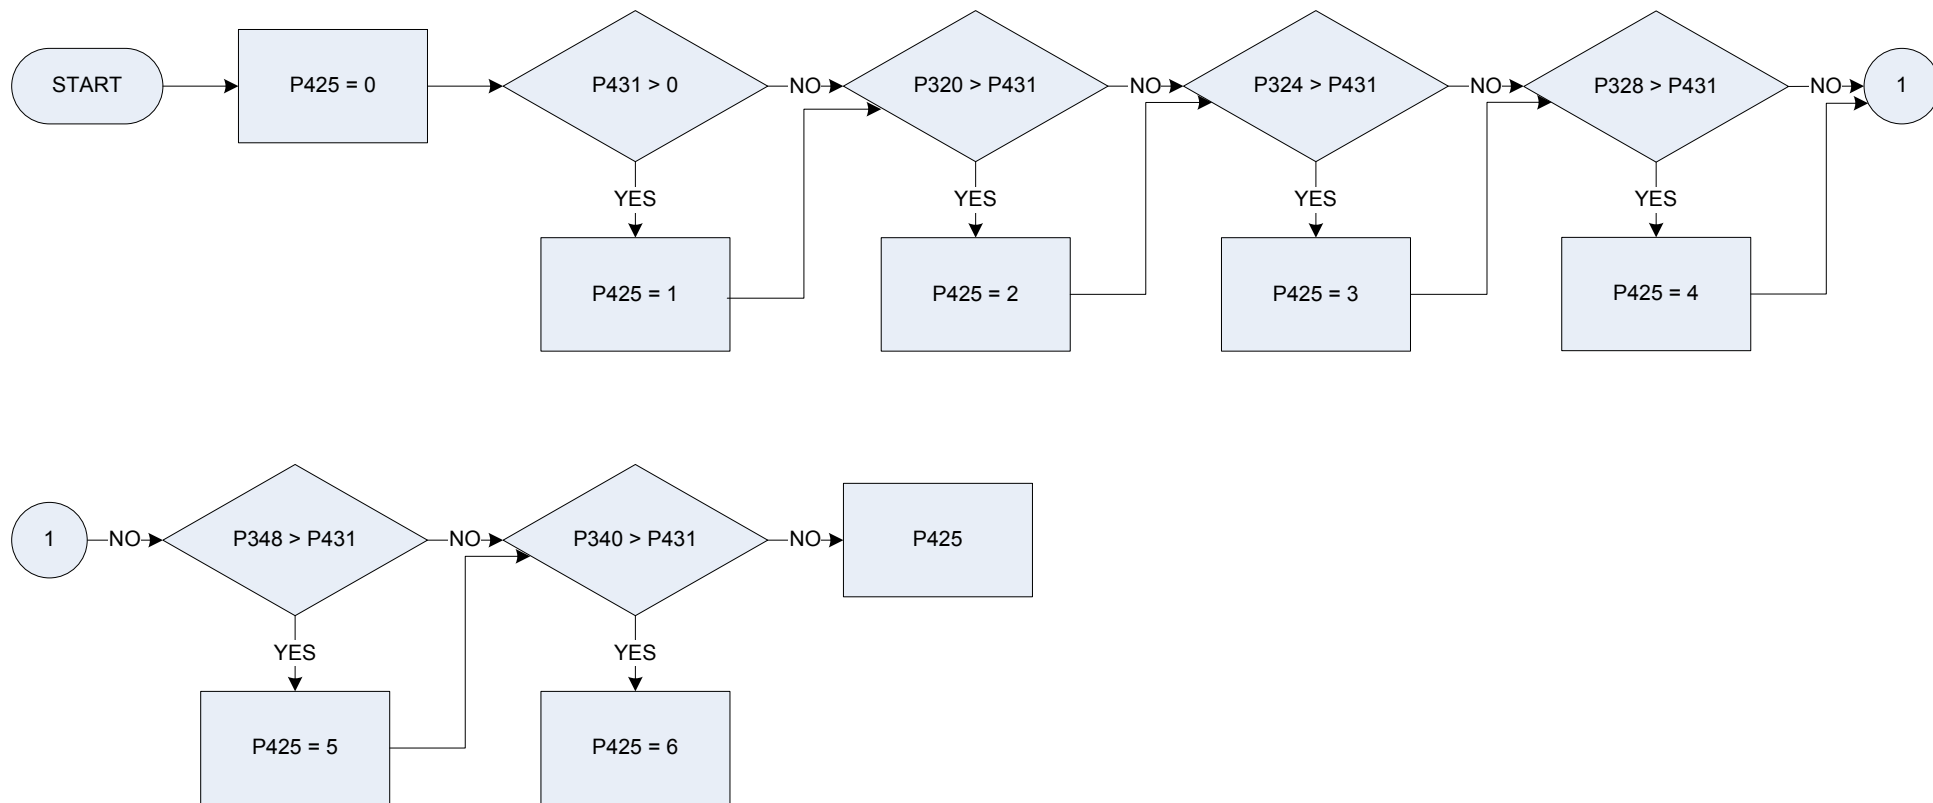 START
P425 = 0
P431 > 0
NO
P320 > P431
NO
P324 > P431
NO
P328 > P431
NO
1
YES
YES
YES
YES
P425 = 1
P425 = 2
P425 = 3
P425 = 4
1
NO
P348 > P431
NO
P340 > P431
NO
P425
YES
YES
P425 = 5
P425 = 6